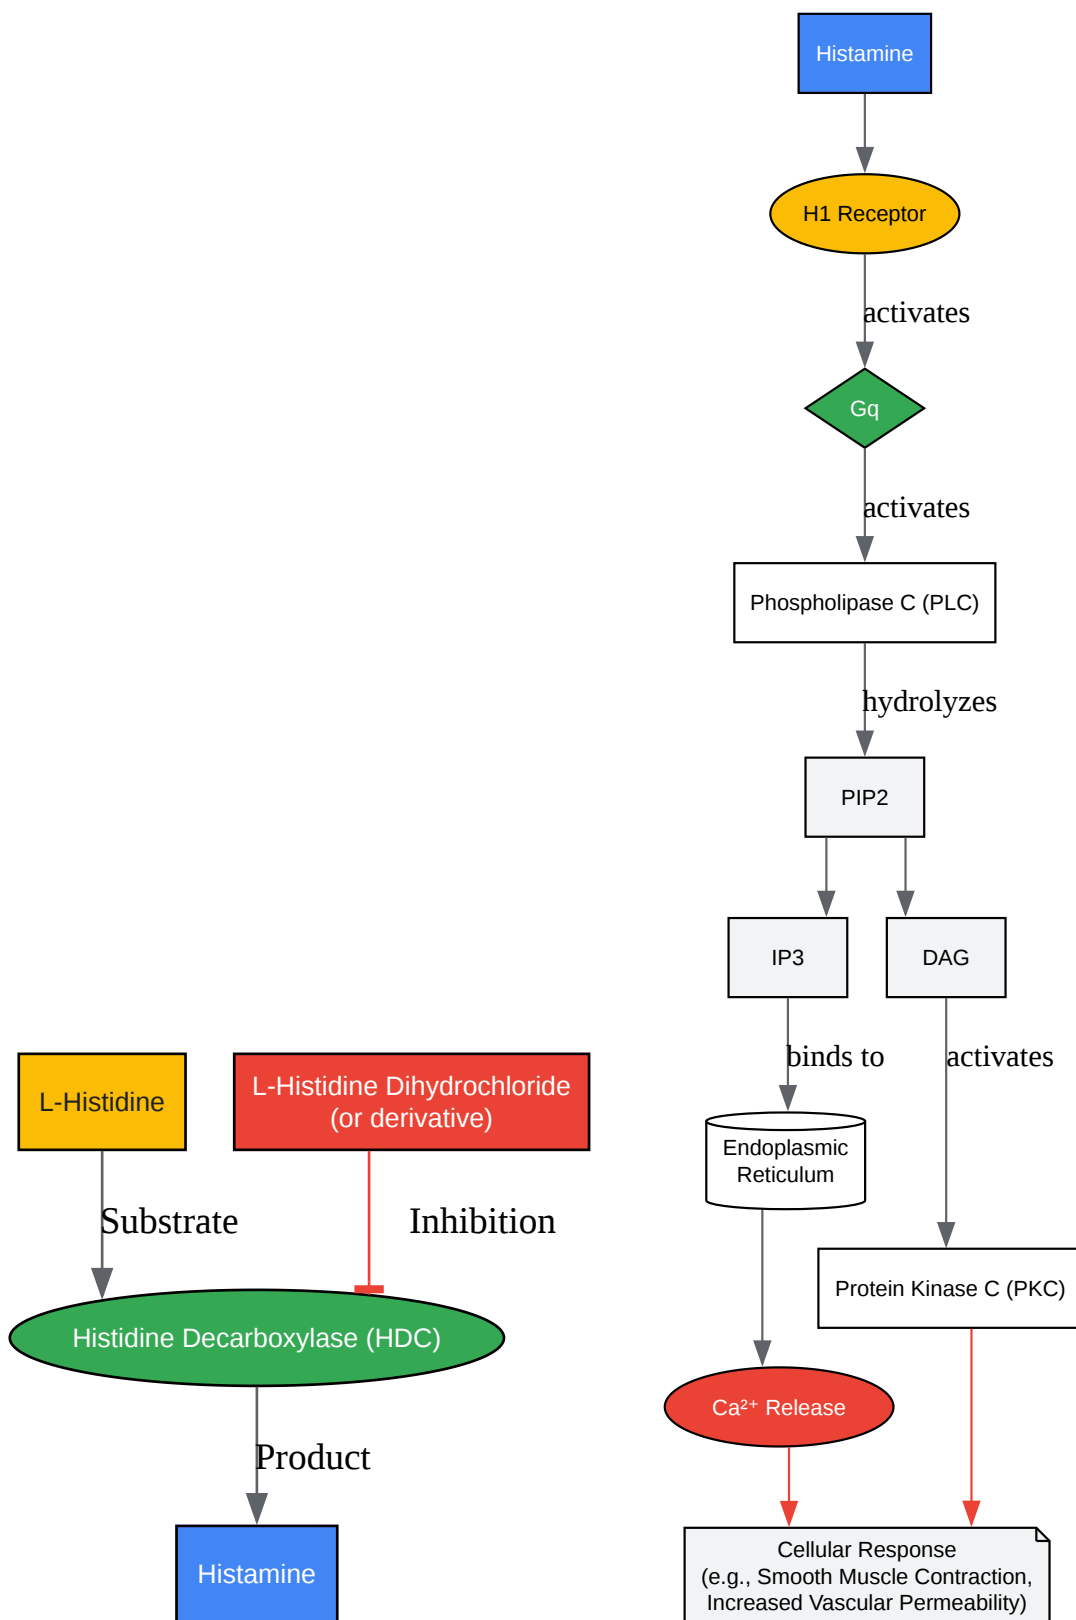 Histamine
H1 Receptor
activates
Gq
activates
Phospholipase C (PLC)
hydrolyzes
PIP2
IP3
DAG
binds to
activates
Endoplasmic
Reticulum
Protein Kinase C (PKC)
Ca²⁺ Release
Cellular Response
(e.g., Smooth Muscle Contraction,
Increased Vascular Permeability)
L-Histidine
L-Histidine Dihydrochloride
(or derivative)
Substrate
Inhibition
Histidine Decarboxylase (HDC)
Product
Histamine